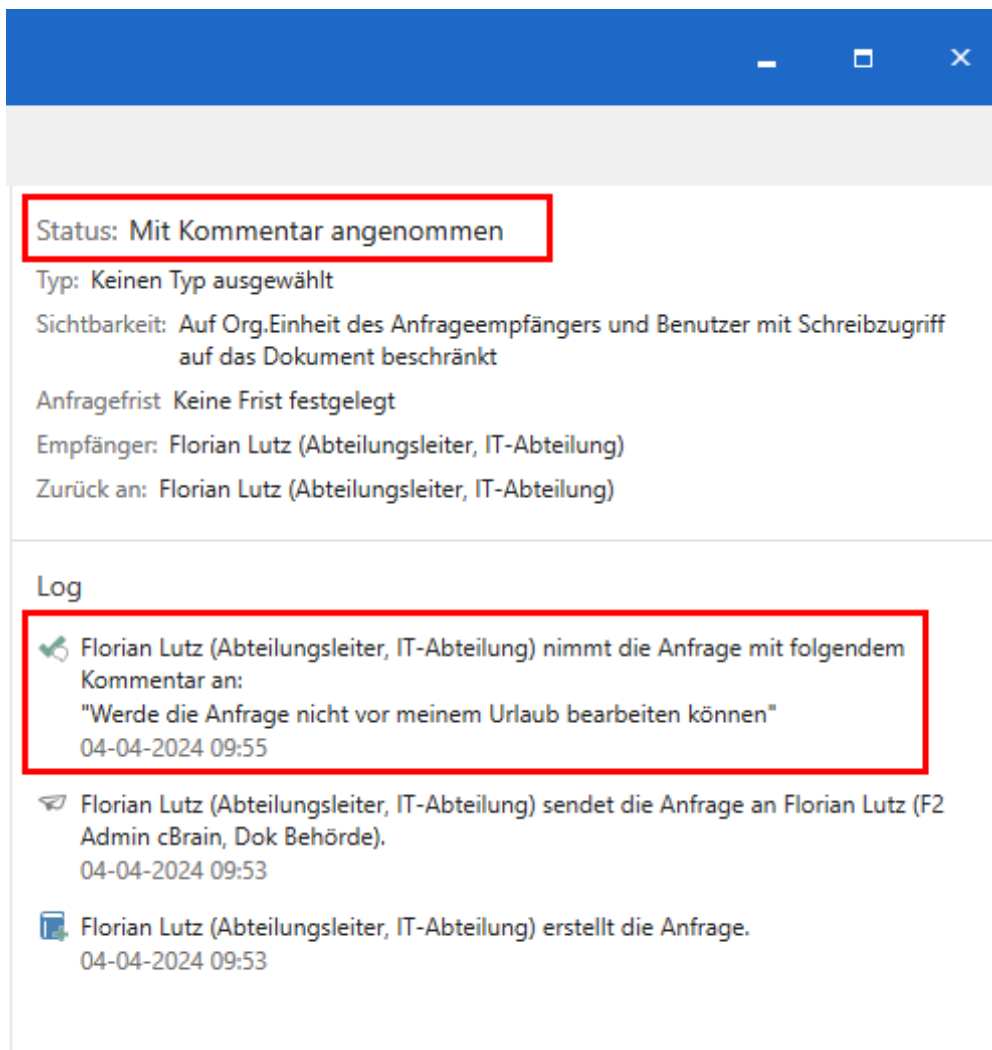 Status: Mit Kommentar angenommen
Typ: Keinen Typ ausgewählt
Sichtbarkeit: Auf Org.Einheit des Anfrageempfängers und Benutzer mit Schreibzugriff
auf das Dokument beschränkt
Anfragefrist Keine Frist festgelegt
Empfänger: Florian Lutz (Abteilungsleiter, IT-Abteilung)
Zurück an: Florian Lutz (Abteilungsleiter, IT-Abteilung)
Log
Florian Lutz (Abteilungsleiter, IT-Abteilung) nimmt die Anfrage mit folgendem
Kommentar an:
"Werde die Anfrage nicht vor meinem Urlaub bearbeiten können"
04-04-2024 09:55
Florian Lutz (Abteilungsleiter, IT-Abteilung) sendet die Anfrage an Florian Lutz (F2
Admin cBrain, Dok Behörde).
04-04-2024 09:53
Florian Lutz (Abteilungsleiter, IT-Abteilung) erstellt die Anfrage.
04-04-2024 09:53